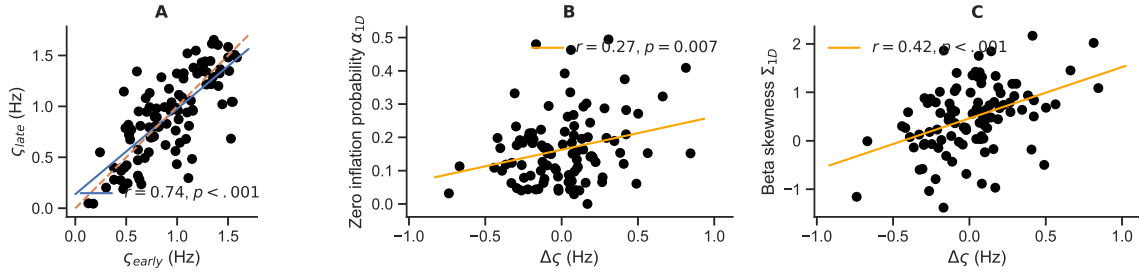 A
B
C
ς_late (Hz)
1.5
1.0
0.5
0.0
r = 0.74, p < .001
0.0 0.5 1.0 1.5
ς_early (Hz)
Zero inflation probability α_1D
0.5
0.4
0.3
0.2
0.1
0.0
r = 0.27, p = 0.007
−1.0 −0.5 0.0 0.5 1.0
Δς (Hz)
Beta skewness Σ_1D
2
1
0
−1
r = 0.42, p < .001
−1.0 −0.5 0.0 0.5 1.0
Δς (Hz)